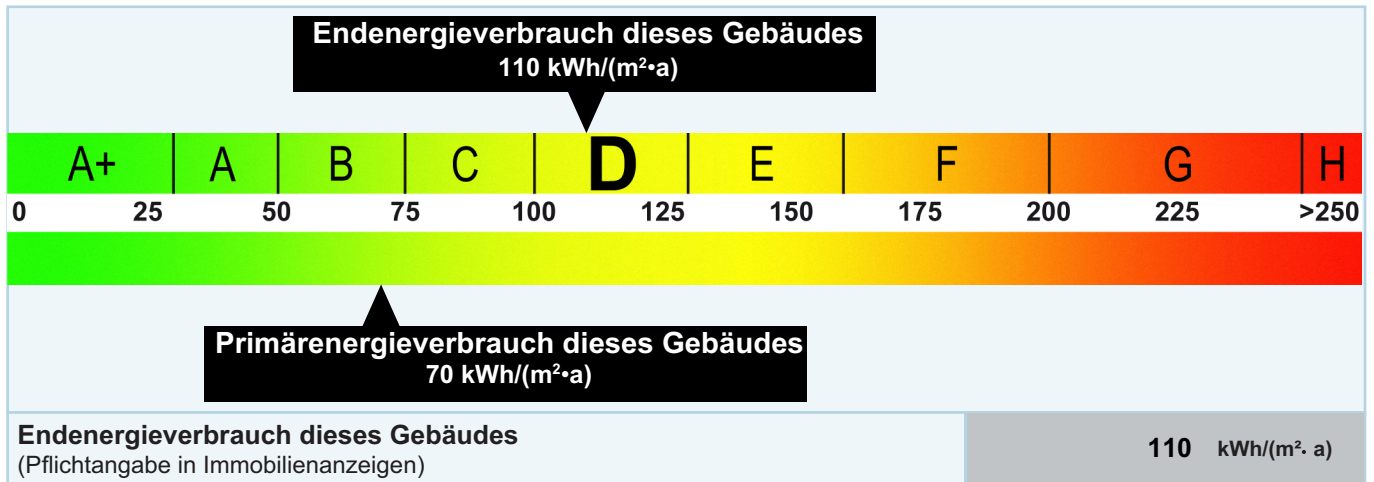 Endenergieverbrauch dieses Gebäudes
110 kWh/(m²•a)
A+ A B C D E F G H
0 25 50 75 100 125 150 175 200 225 >250
Primärenergieverbrauch dieses Gebäudes
70 kWh/(m²•a)
Endenergieverbrauch dieses Gebäudes
(Pflichtangabe in Immobilienanzeigen)
110 kWh/(m²· a)